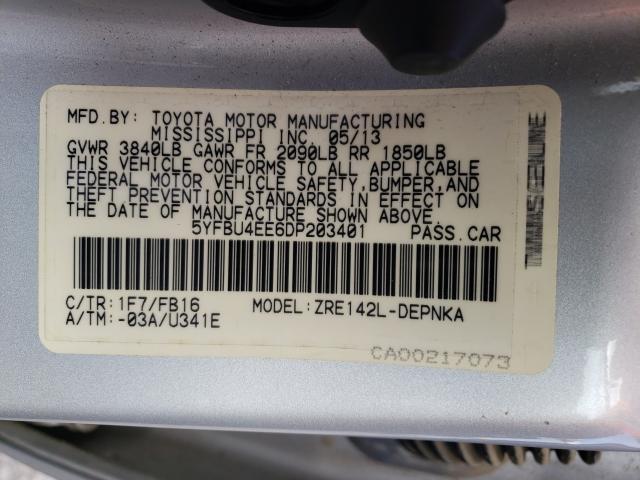 MFD.BY: TOYOTA MOTOR MANUFACTURING
MISSISSIPPI INC. 05/13
GVWR 3840LB GAWR FR 2090LB RR 1850LB
THIS VEHICLE CONFORMS TO ALL APPLICABLE
FEDERAL MOTOR VEHICLE SAFETY,BUMPER,AND
THEFT PREVENTION STANDARDS IN EFFECT ON
THE DATE OF MANUFACTURE SHOWN ABOVE.
5YFBU4EE6DP203401 PASS.CAR
C/TR:1F7/FB16 MODEL:ZRE142L-DEPNKA
A/TM:-03A/U341E
CA00217073